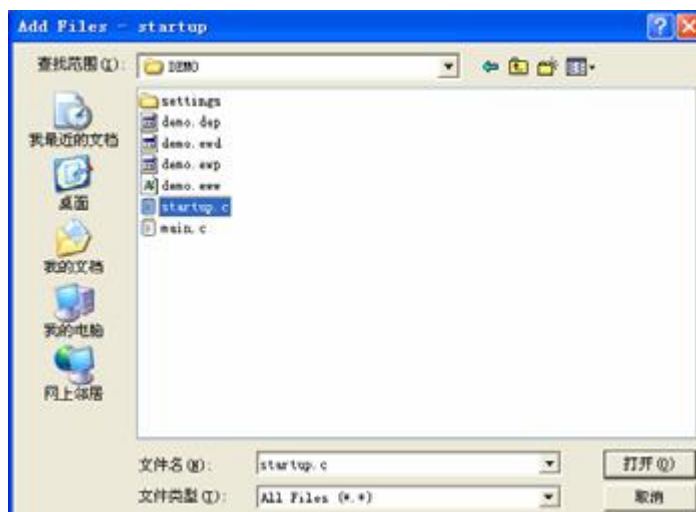 Add Files - startup
查找范围(I):
DEMO
settings
demo.dep
demo.ewd
demo.ewp
demo.eww
startup.c
main.c
我最近的文档
桌面
我的文档
我的电脑
网上邻居
文件名(N):
startup.c
打开(O)
文件类型(T):
All Files (*.*)
取消